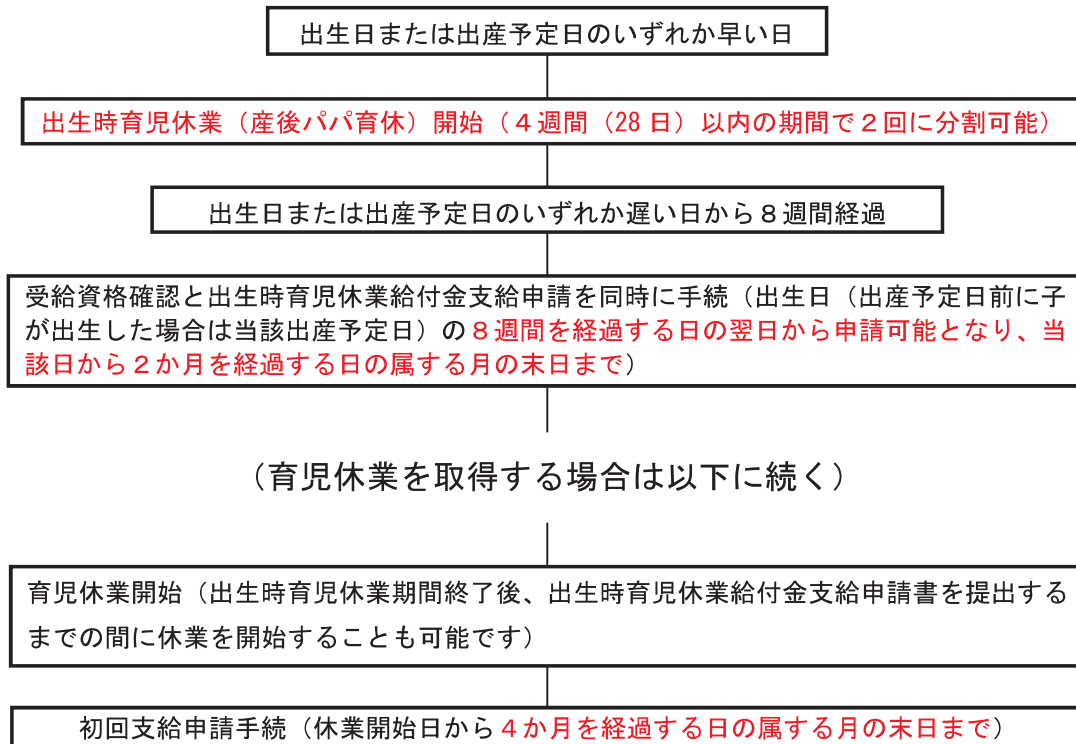 出生日または出産予定日のいずれか早い日
出生時育児休業（産後パパ育休）開始（４週間（28 日）以内の期間で２回に分割可能）
出生日または出産予定日のいずれか遅い日から８週間経過
受給資格確認と出生時育児休業給付金支給申請を同時に手続（出生日（出産予定日前に子
が出生した場合は当該出産予定日）の８週間を経過する日の翌日から申請可能となり、当
該日から２か月を経過する日の属する月の末日まで）
（育児休業を取得する場合は以下に続く）
育児休業開始（出生時育児休業期間終了後、出生時育児休業給付金支給申請書を提出する
までの間に休業を開始することも可能です）
初回支給申請手続（休業開始日から４か月を経過する日の属する月の末日まで）